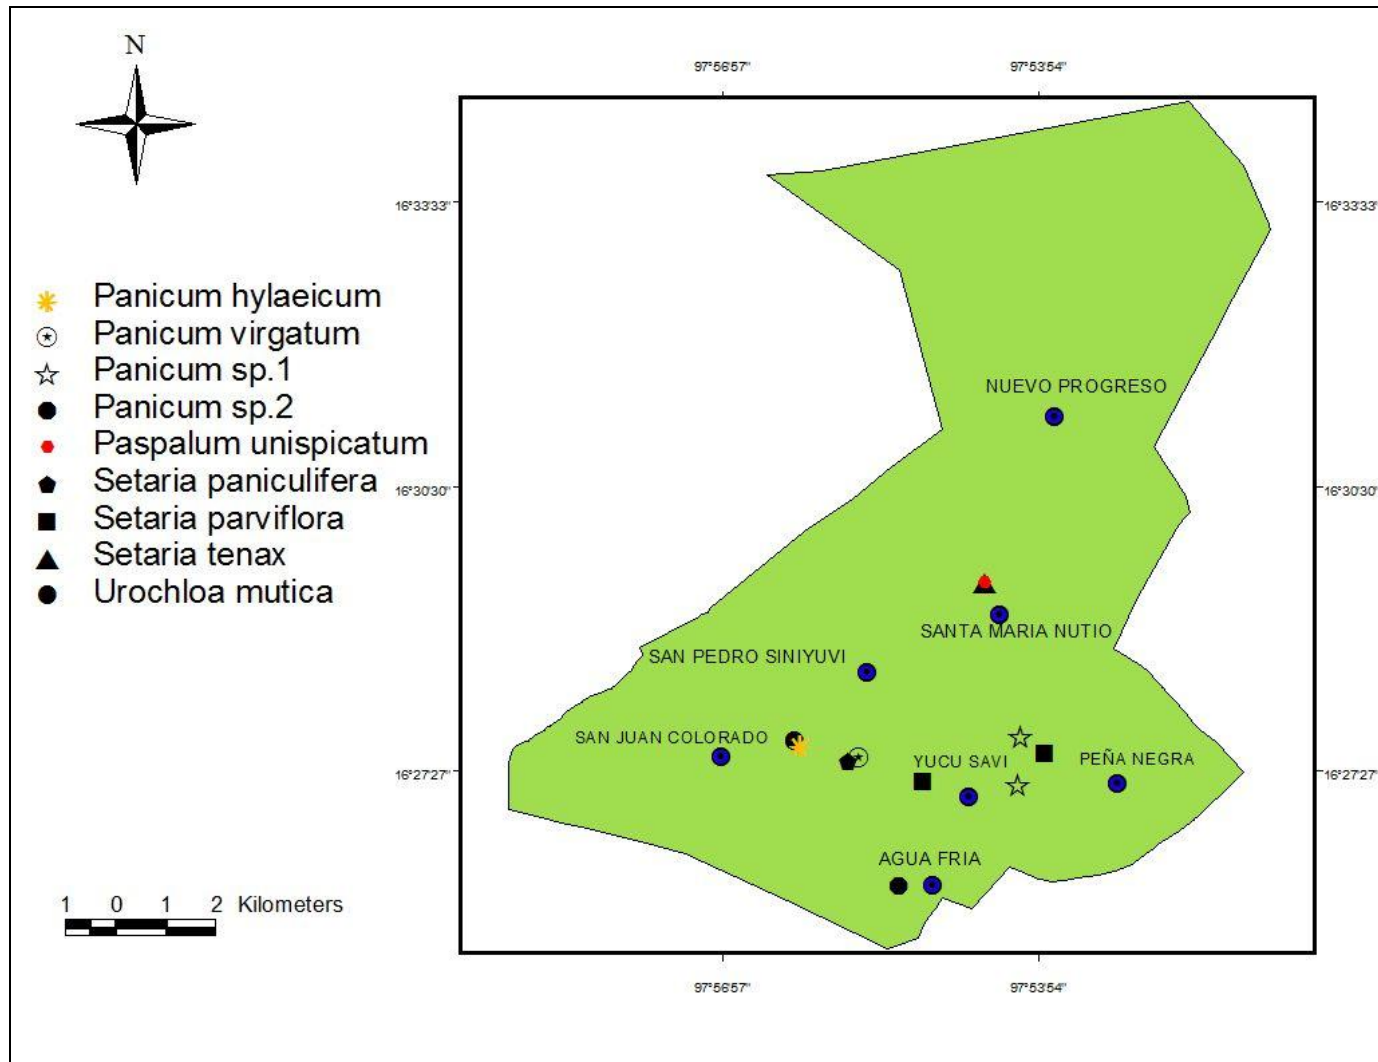 N
97°56'57"
97°53'54"
16°33'33"
16°33'33"
Panicum hylaeicum
Panicum virgatum
Panicum sp.1
Panicum sp.2
Paspalum unispicatum
Setaria paniculifera
Setaria parviflora
Setaria tenax
Urochloa mutica
NUEVO PROGRESO
16°30'30"
16°30'30"
SANTA MARIA NUTIO
SAN PEDRO SINIYUVI
SAN JUAN COLORADO
YUCU SAVI
PEÑA NEGRA
16°27'27"
16°27'27"
AGUA FRIA
1 0 1 2 Kilometers
97°56'57"
97°53'54"